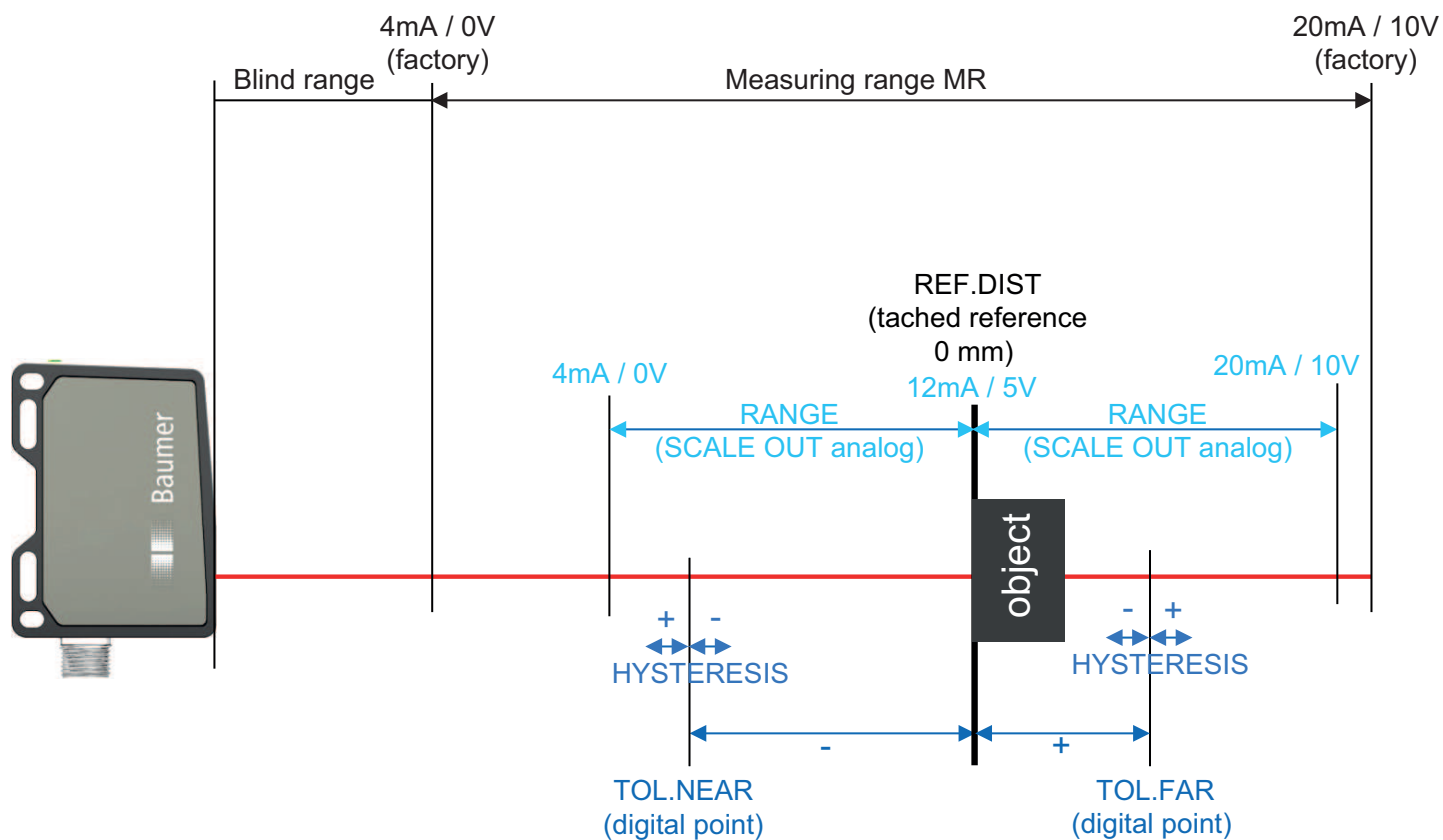 4mA / 0V
(factory)
20mA / 10V
(factory)
Blind range
Measuring range MR
REF.DIST
(tached reference
0 mm)
4mA / 0V
12mA / 5V
20mA / 10V
RANGE
(SCALE OUT analog)
RANGE
(SCALE OUT analog)
Baumer
object
+ -
HYSTERESIS
- +
HYSTERESIS
-
+
TOL.NEAR
(digital point)
TOL.FAR
(digital point)